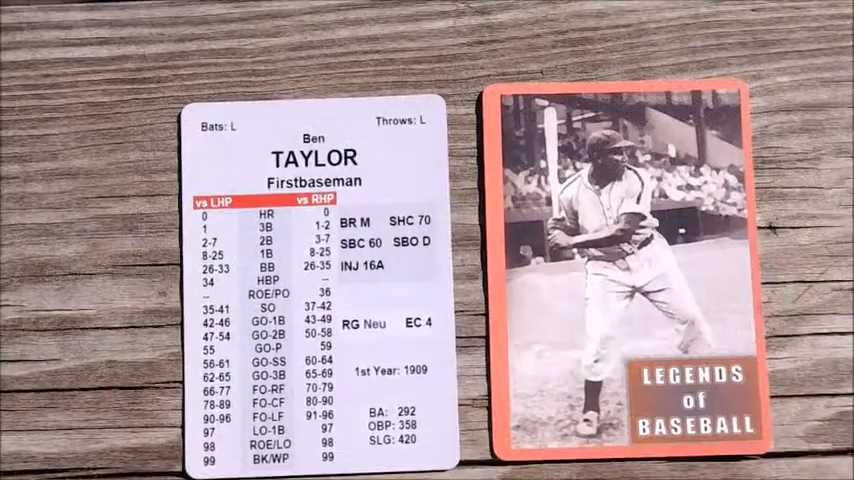 Bats: L Throws: L
Ben
TAYLOR
Firstbaseman
vs LHP vs RHP
0 HR 0
1 3B 1-2
2-7 2B 3-7
8-25 1B 8-25
26-33 BB 26-35
34 HBP --
-- ROE/PO 36
35-41 SO 37-42
42-46 GO-1B 43-49
47-54 GO-2B 50-58
55 GO-P 59
56-61 GO-SS 60-64
62-65 GO-3B 65-69
66-77 FO-RF 70-79
78-89 FO-CF 80-90
90-96 FO-LF 91-96
97 LO-1B 97
98 ROE/LO 98
99 BK/WP 99
BR M SHC 70
SBC 60 SBO D
INJ 16A
RG Neu EC 4
1st Year: 1909
BA: .292
OBP: .358
SLG: .420
LEGENDS
OF
BASEBALL